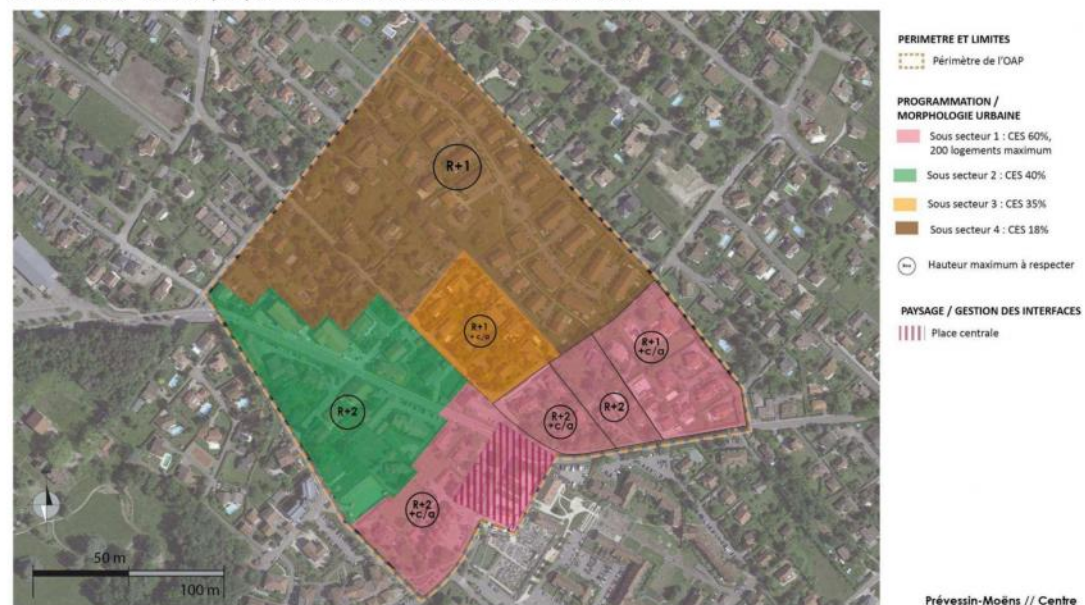 PERIMETRE ET LIMITES
Périmètre de l'OAP
PROGRAMMATION /
MORPHOLOGIE URBAINE
Sous secteur 1 : CES 60%,
200 logements maximum
Sous secteur 2 : CES 40%
Sous secteur 3 : CES 35%
Sous secteur 4 : CES 18%
Hauteur maximum à respecter
PAYSAGE / GESTION DES INTERFACES
Place centrale
R+1
R+1
+c/a
R+1
+c/a
R+2
R+2
R+2
+c/a
R+2
+c/a
50 m
100 m
Prévessin-Moëns // Centre